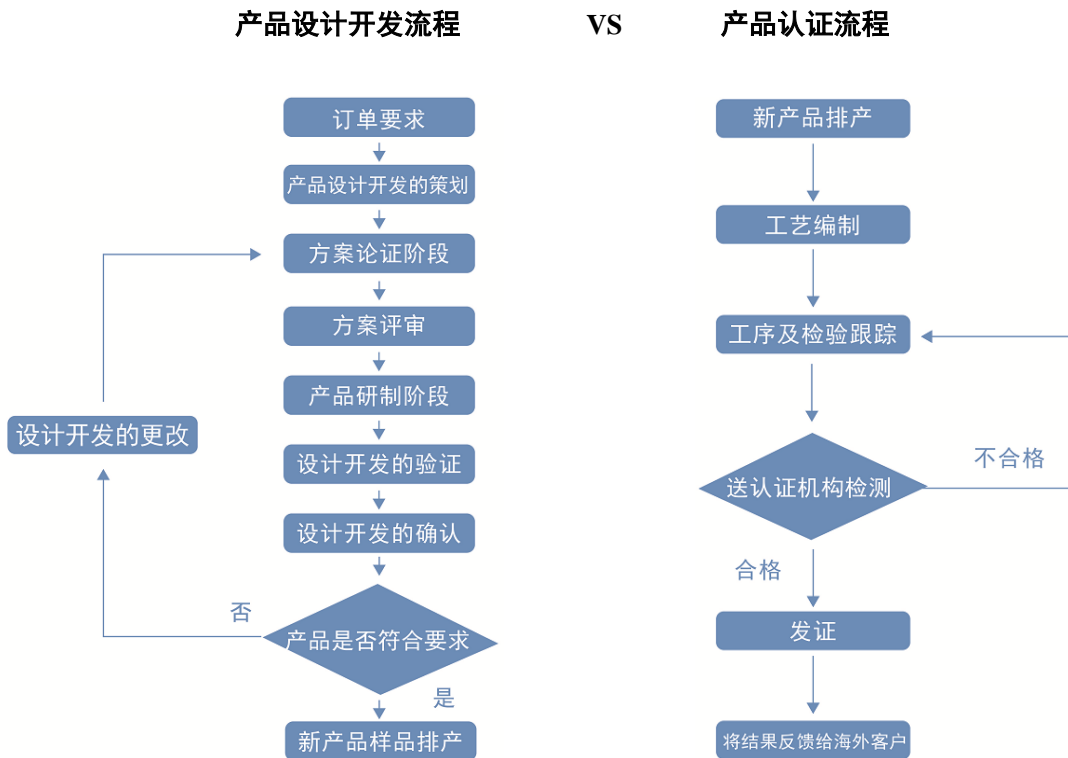 产品设计开发流程 VS 产品认证流程
订单要求
产品设计开发的策划
方案论证阶段
方案评审
产品研制阶段
设计开发的更改
设计开发的验证
设计开发的确认
否
产品是否符合要求
是
新产品样品排产
新产品排产
工艺编制
工序及检验跟踪
不合格
送认证机构检测
合格
发证
将结果反馈给海外客户